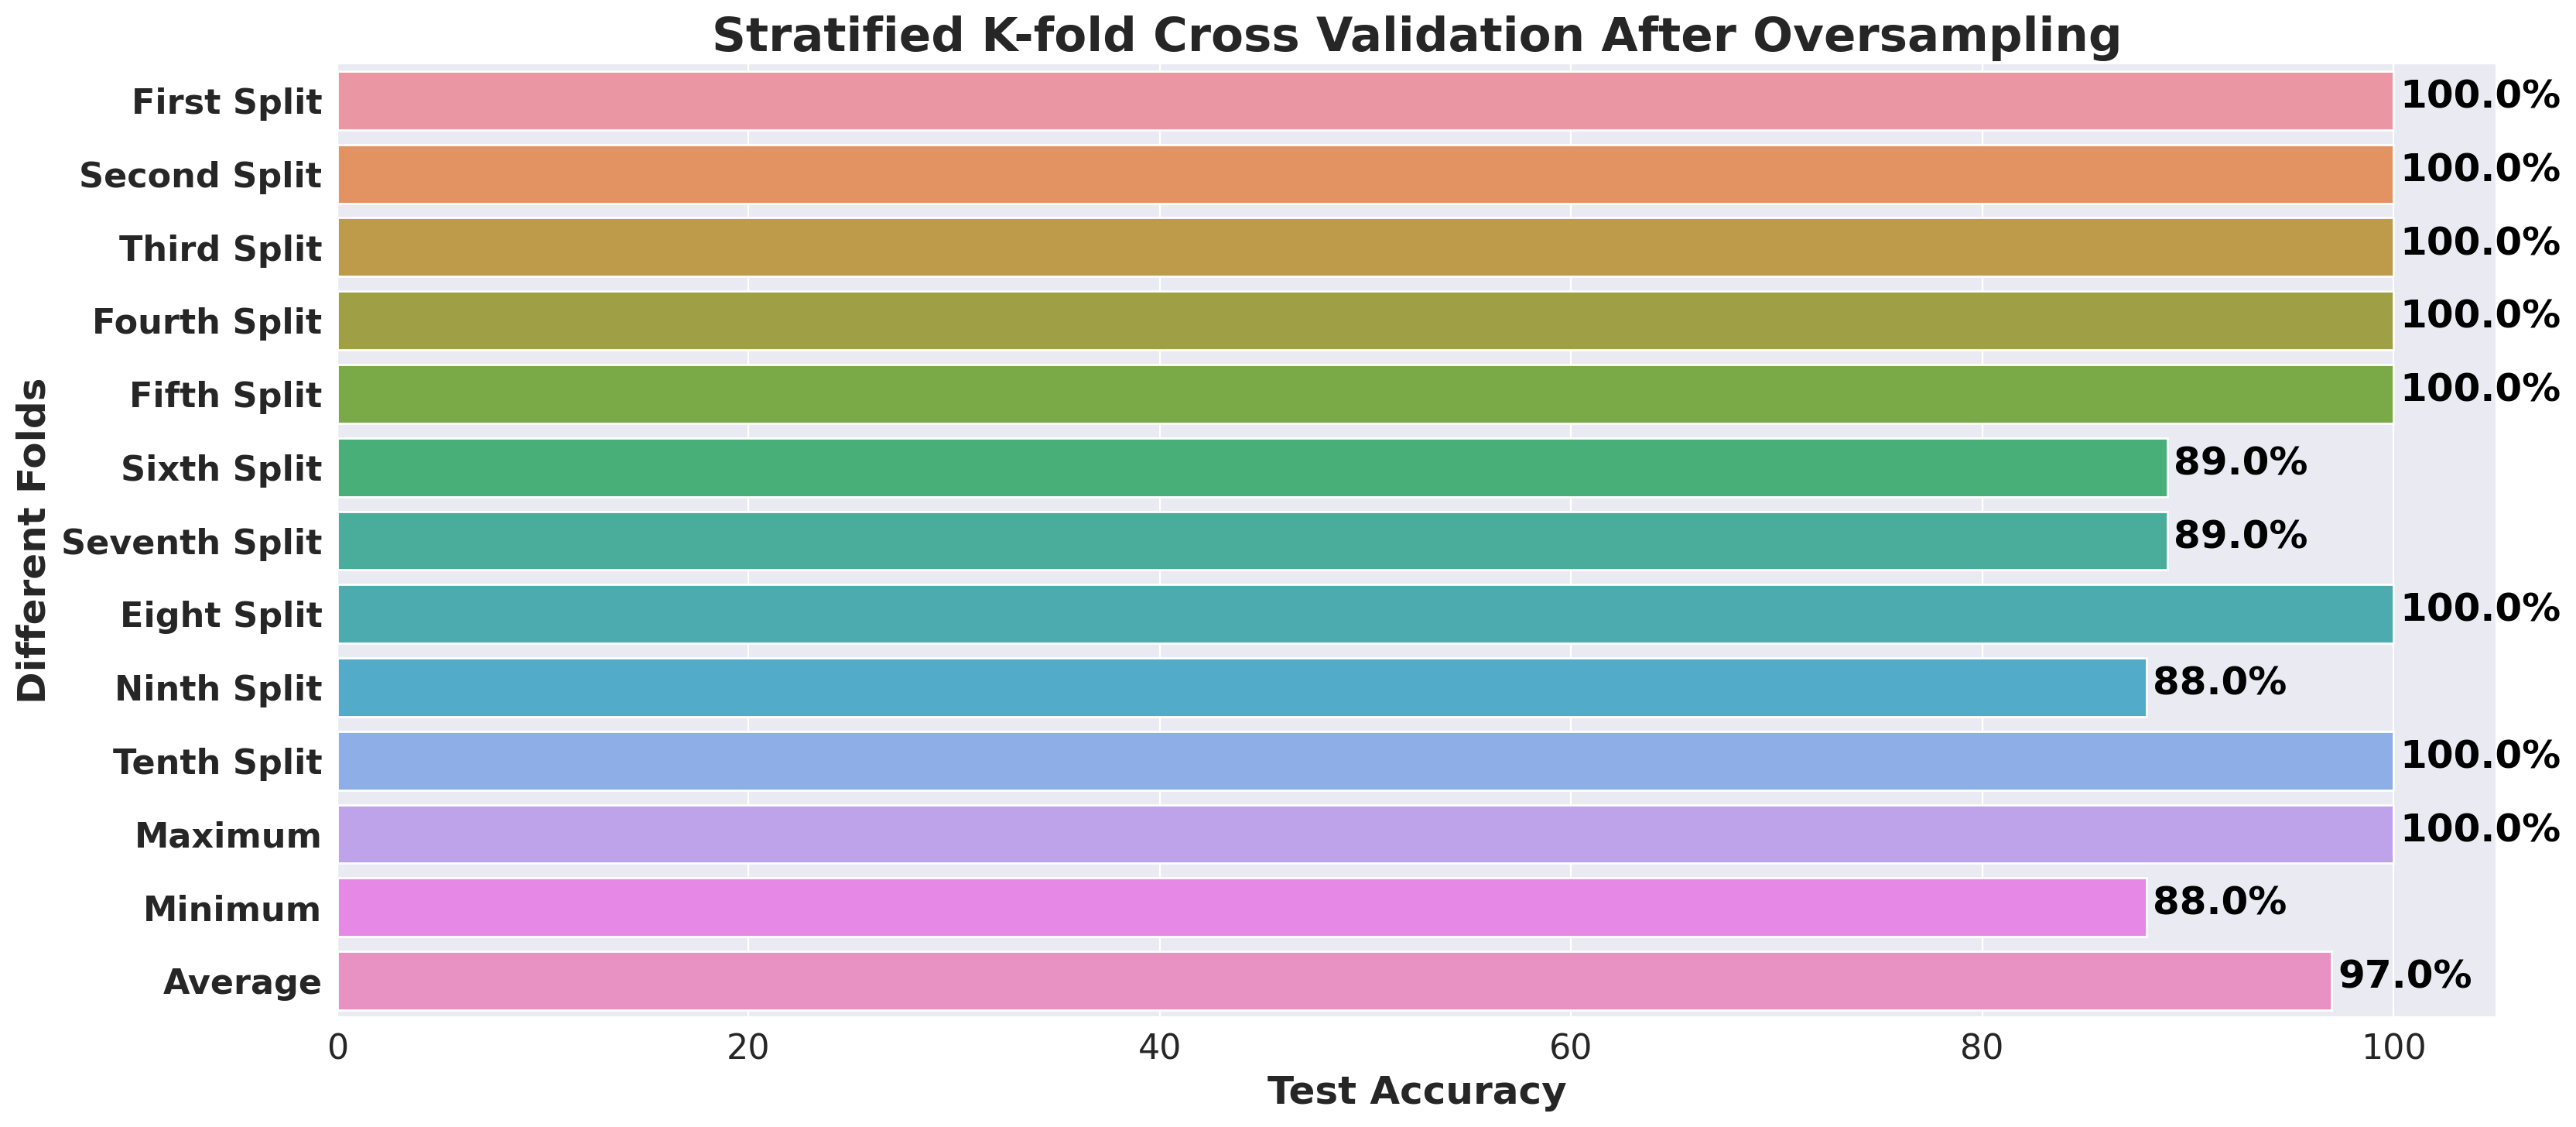 Stratified K-fold Cross Validation After Oversampling
Different Folds
First Split 100.0%
Second Split 100.0%
Third Split 100.0%
Fourth Split 100.0%
Fifth Split 100.0%
Sixth Split 89.0%
Seventh Split 89.0%
Eight Split 100.0%
Ninth Split 88.0%
Tenth Split 100.0%
Maximum 100.0%
Minimum 88.0%
Average 97.0%
0 20 40 60 80 100
Test Accuracy